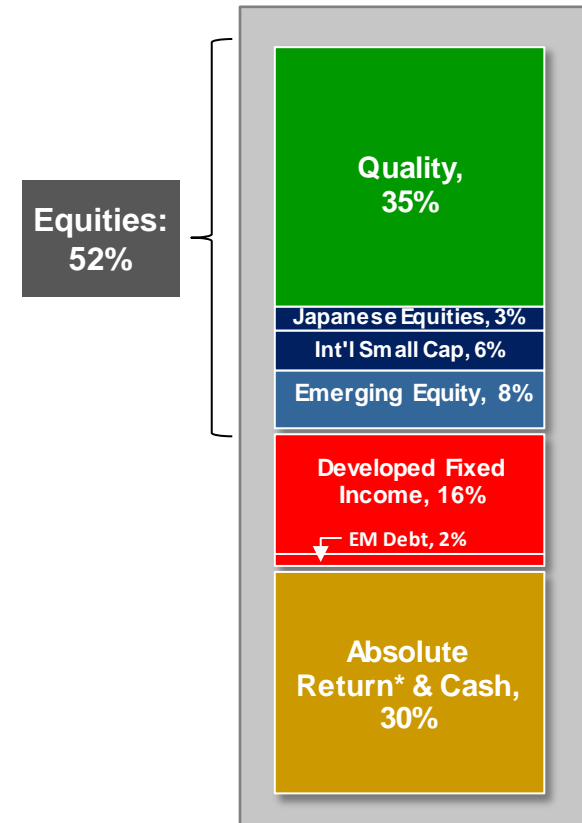 Quality,
35%
Equities:
52%
Japanese Equities, 3%
Int'l Small Cap, 6%
Emerging Equity, 8%
Developed Fixed
Income, 16%
EM Debt, 2%
Absolute
Return* & Cash,
30%